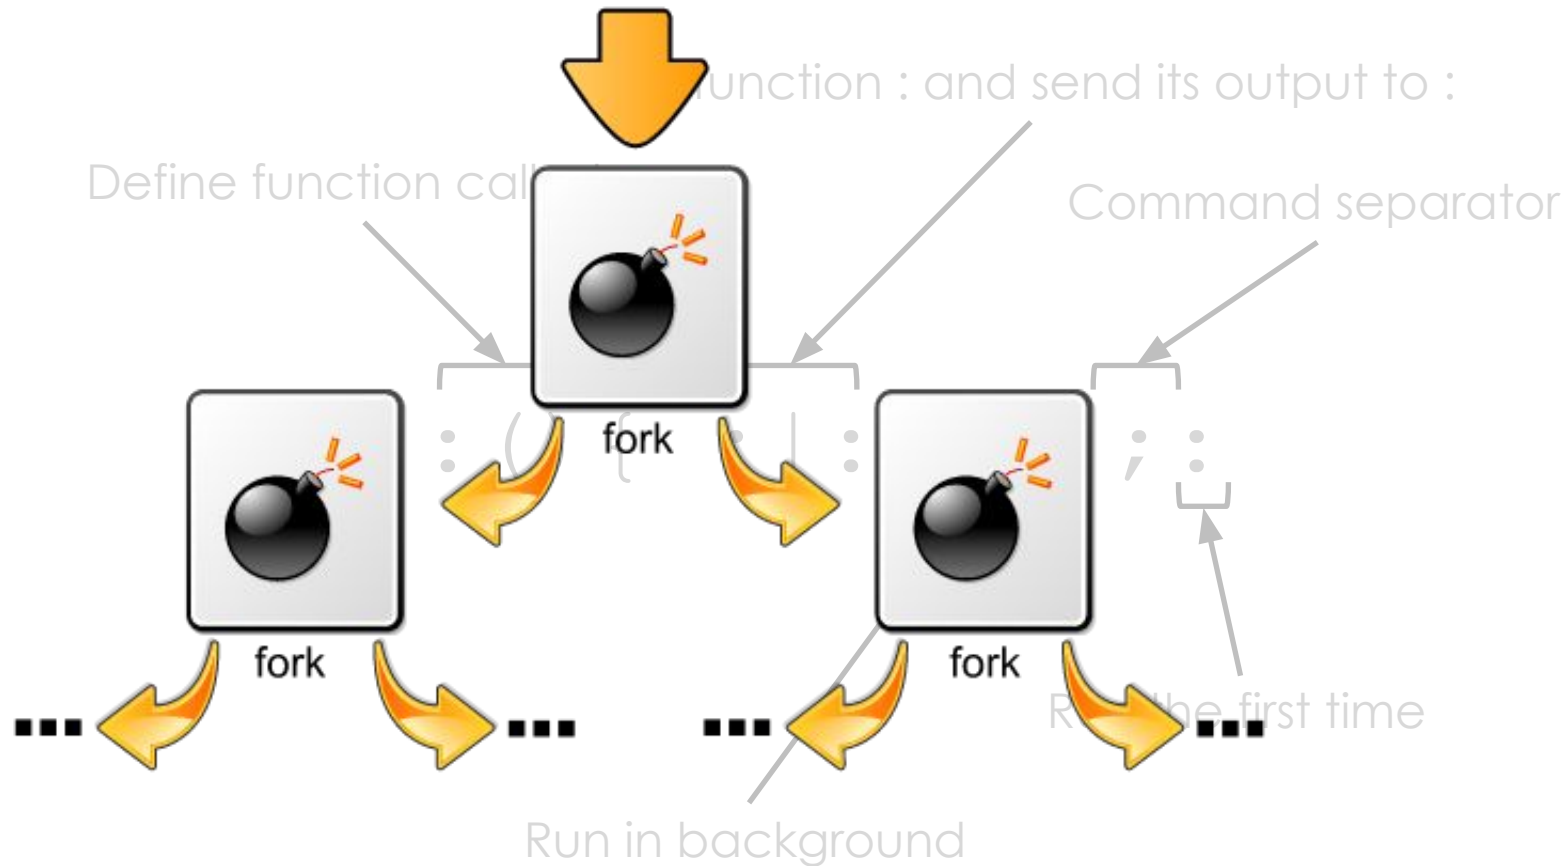 unction : and send its output to :
Define function cal
Command separator
: ( { : | : ; :
fork
fork
fork
the first time
Run in background